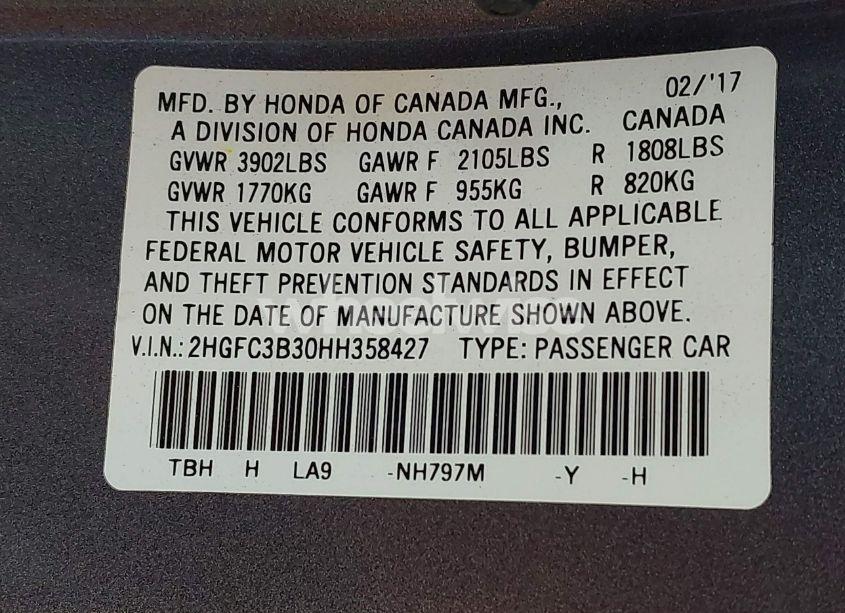 MFD. BY HONDA OF CANADA MFG., 02/'17
A DIVISION OF HONDA CANADA INC. CANADA
GVWR 3902LBS GAWR F 2105LBS R 1808LBS
GVWR 1770KG GAWR F 955KG R 820KG
THIS VEHICLE CONFORMS TO ALL APPLICABLE
FEDERAL MOTOR VEHICLE SAFETY, BUMPER,
AND THEFT PREVENTION STANDARDS IN EFFECT
ON THE DATE OF MANUFACTURE SHOWN ABOVE.
V.I.N.: 2HGFC3B30HH358427 TYPE: PASSENGER CAR
TBH H LA9 -NH797M -Y -H